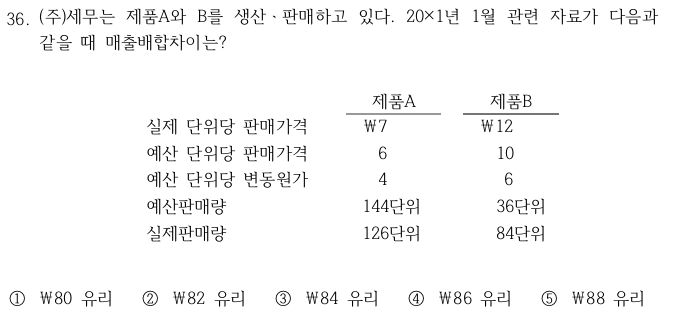 36. (주)세무는 제품A와 B를 생산·판매하고 있다. 20×1년 1월 관련 자료가 다음과
같을 때 매출배합차이는?
제품A 제품B
실제 단위당 판매가격 ₩7 ₩12
예산 단위당 판매가격 6 10
예산 단위당 변동원가 4 6
예산판매량 144단위 36단위
실제판매량 126단위 84단위
① ₩80 유리 ② ₩82 유리 ③ ₩84 유리 ④ ₩86 유리 ⑤ ₩88 유리